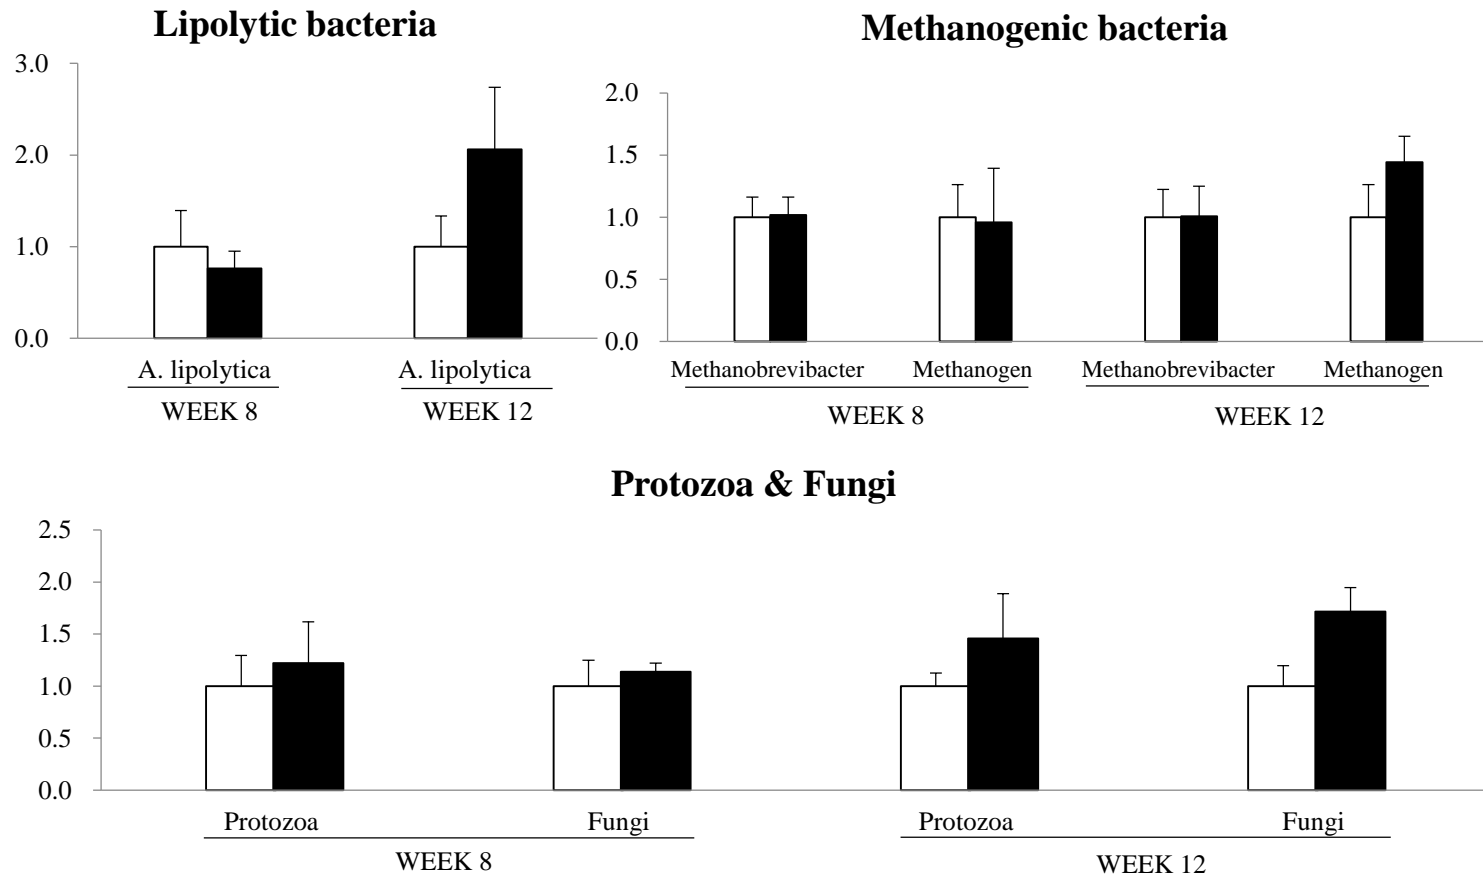 Lipolytic bacteria
3.0
2.0
1.0
0.0
A. lipolytica A. lipolytica
WEEK 8 WEEK 12
Methanogenic bacteria
2.0
1.5
1.0
0.5
0.0
Methanobrevibacter Methanogen Methanobrevibacter Methanogen
WEEK 8 WEEK 12
Protozoa & Fungi
2.5
2.0
1.5
1.0
0.5
0.0
Protozoa Fungi Protozoa Fungi
WEEK 8 WEEK 12